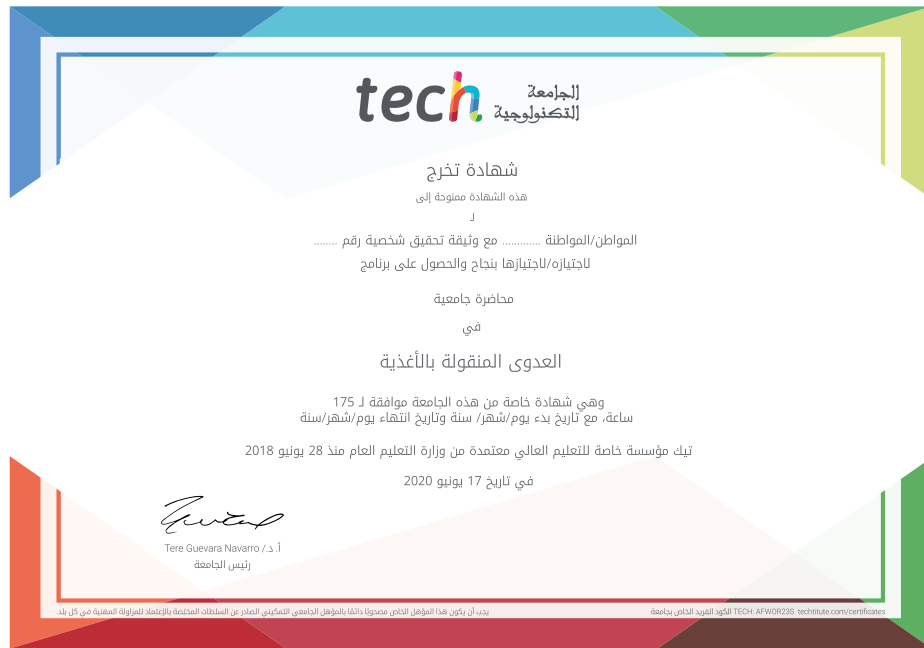 tech الجامعة
التكنولوجية
شهادة تخرج
هذه الشهادة ممنوحة إلى
لـ
المواطن/المواطنة ............ مع وثيقة تحقيق شخصية رقم ........
لاجتيازه/لاجتيازها بنجاح والحصول على برنامج
محاضرة جامعية
في
العدوى المنقولة بالأغذية
وهي شهادة خاصة من هذه الجامعة موافقة لـ 175
ساعة، مع تاريخ بدء يوم/شهر/ سنة وتاريخ انتهاء يوم/شهر/سنة
تيك مؤسسة خاصة للتعليم العالي معتمدة من وزارة التعليم العام منذ 28 يونيو 2018
في تاريخ 17 يونيو 2020
أ.د./ Tere Guevara Navarro
رئيس الجامعة
يجب أن يكون هذا المؤهل الخاص مصحوبًا دائمًا بالمؤهل الجامعي التمكيني الصادر عن السلطات المختصة بالاعتماد للمزاولة المهنية في كل بلد.
الكود الفريد الخاص بجامعة TECH: AFWOR23S techtitute.com/certificates